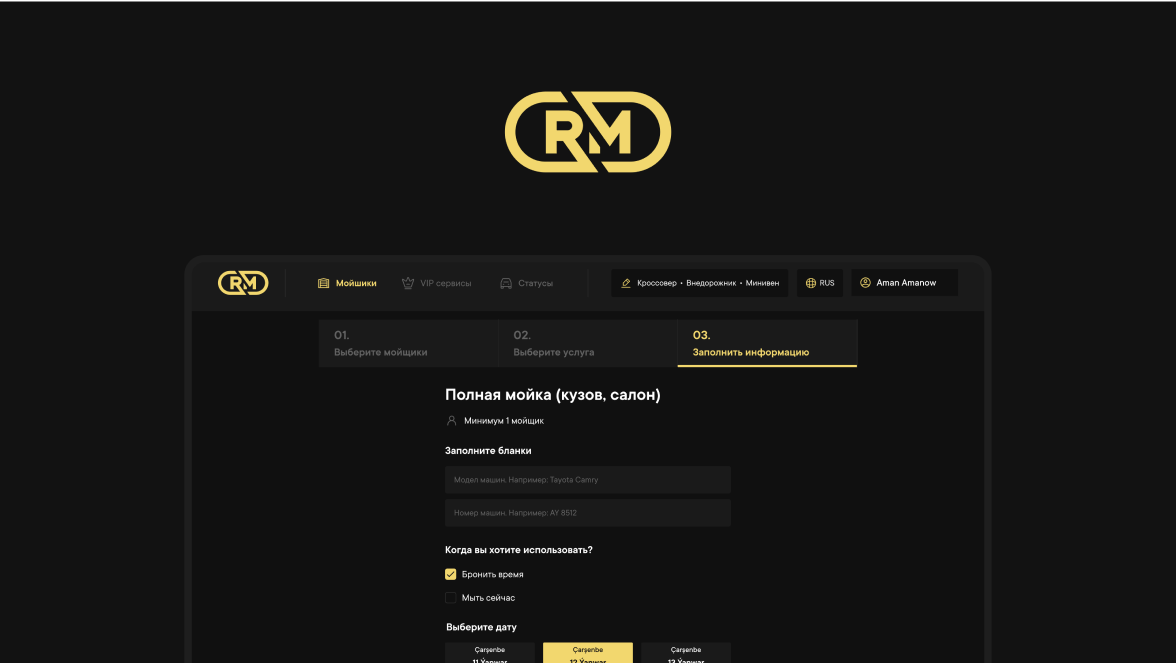 RM
RM
Мойшики
VIP сервисы
Статусы
Кроссовер • Внедорожник • Минивен
RUS
Aman Amanow
01.
Выберите мойщики
02.
Выберите услуга
03.
Заполнить информацию
Полная мойка (кузов, салон)
Минимум 1 мойщик
Заполните бланки
Модел машин. Например: Tayota Camry
Номер машин. Например: AY 8512
Когда вы хотите использовать?
Бронить время
Мыть сейчас
Выберите дату
Çarşenbe
11 Ýanwar
Çarşenbe
12 Ýanwar
Çarşenbe
13 Ýanwar